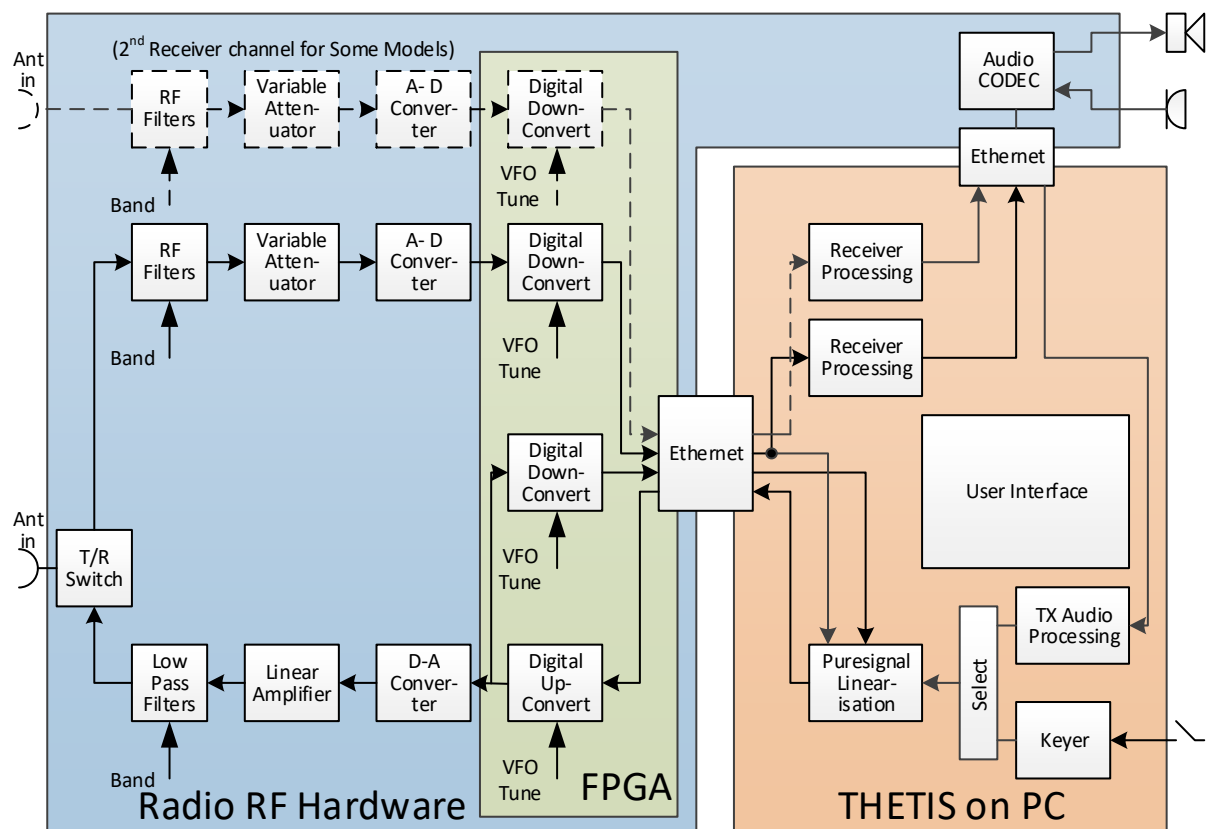 (2nd Receiver channel for Some Models)
Ant
in
RF
Filters
Variable
Atten-
uator
A- D
Conver-
ter
Digital
Down-
Convert
Audio
CODEC
Band
VFO
Tune
Ethernet
RF
Filters
Variable
Atten-
uator
A- D
Conver-
ter
Digital
Down-
Convert
Receiver
Processing
Band
VFO
Tune
Receiver
Processing
Digital
Down-
Convert
Ethernet
User Interface
Ant
in
T/R
Switch
VFO
Tune
TX Audio
Processing
Low
Pass
Filters
Linear
Amplifier
D-A
Conver-
ter
Digital
Up-
Convert
Puresignal
Linear-
isation
Select
Keyer
Band
VFO
Tune
Radio RF Hardware
FPGA
THETIS on PC